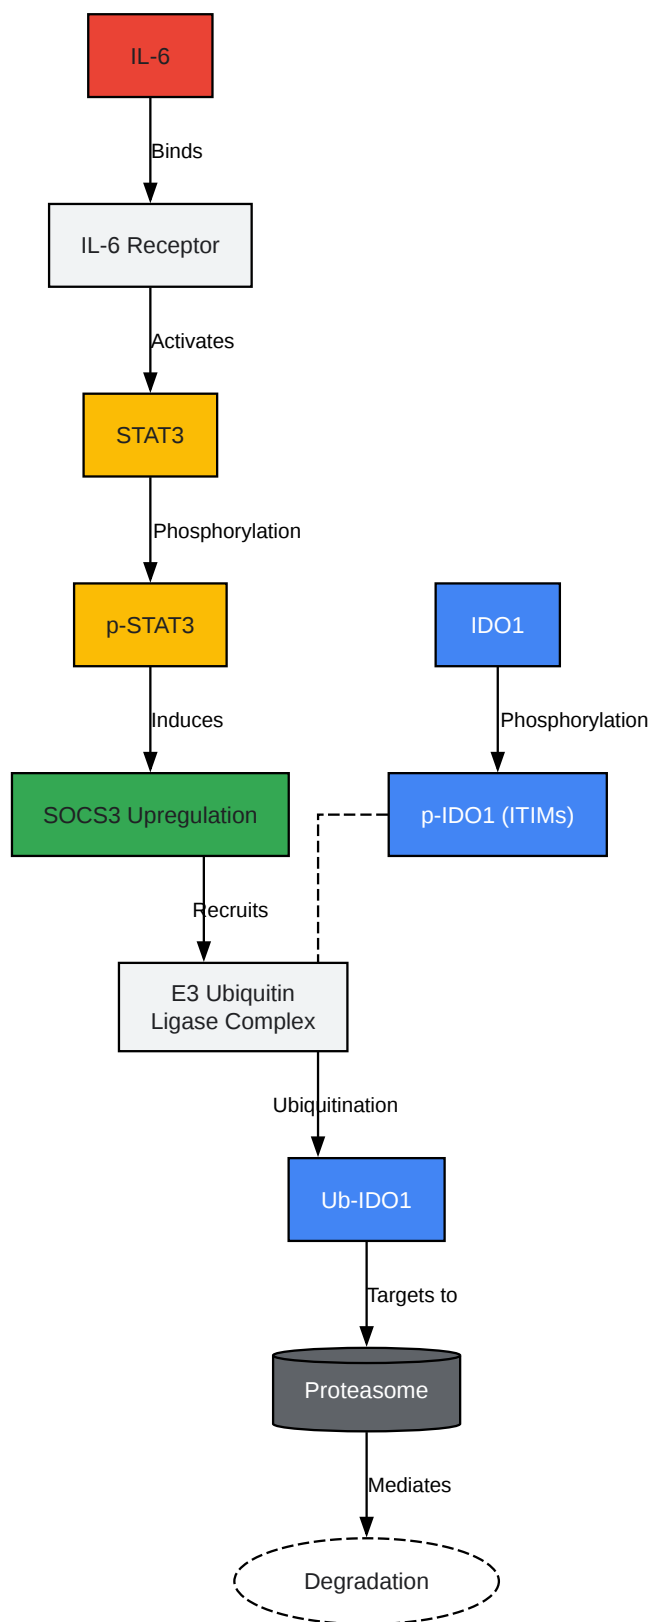 IL-6
Binds
IL-6 Receptor
Activates
STAT3
Phosphorylation
p-STAT3
IDO1
Induces
Phosphorylation
SOCS3 Upregulation
p-IDO1 (ITIMs)
Recruits
E3 Ubiquitin
Ligase Complex
Ubiquitination
Ub-IDO1
Targets to
Proteasome
Mediates
Degradation